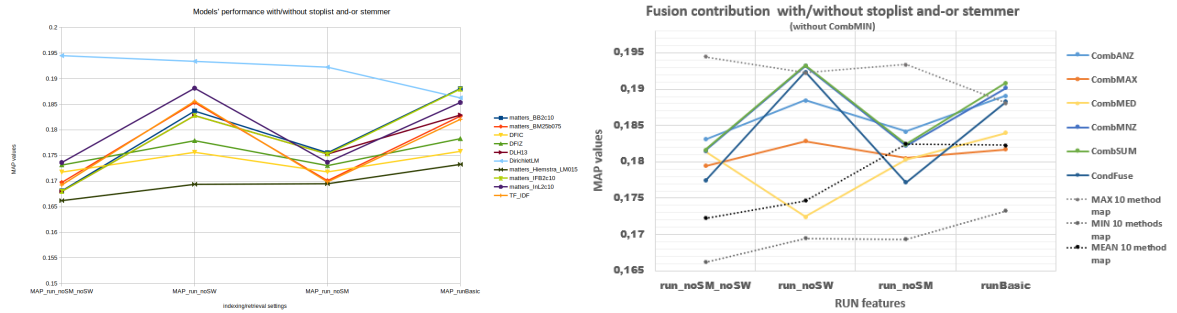 Models' performance with/without stoplist and-or stemmer
0.2
0.195
0.19
0.185
0.18
0.175
0.17
0.165
0.16
0.155
0.15
MAP values
MAP_run_noSM_noSW
MAP_run_noSW
MAP_run_noSM
MAP_runBasic
indexing/retrieval settings
matters_BB2c10
matters_BM25b075
DFIC
DFIZ
DLH13
DiricNetLM
matters_Hiemstra_LM015
matters_IFB2c10
matters_InL2c10
TF_IDF
Fusion contribution with/without stoplist and-or stemmer
(without CombMIN)
0,195
0,19
0,185
0,18
0,175
0,17
0,165
MAP values
run_noSM_noSW
run_noSW
run_noSM
runBasic
RUN features
CombANZ
CombMAX
CombMED
CombMNZ
CombSUM
CondFuse
MAX 10 method
map
MIN 10 methods
map
MEAN 10 method
map